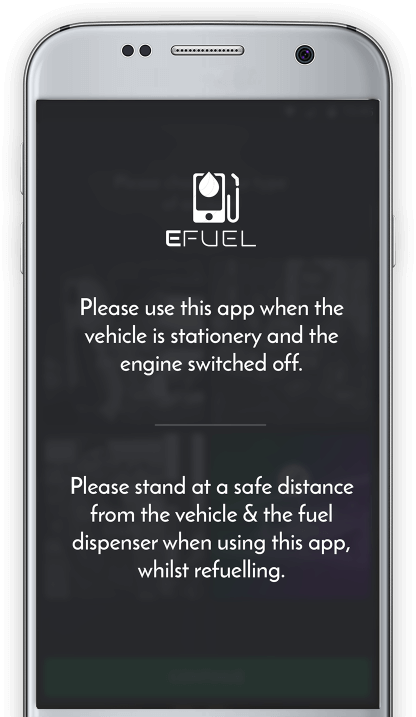 EFUEL
Please use this app when the
vehicle is stationery and the
engine switched off.
Please stand at a safe distance
from the vehicle & the fuel
dispenser when using this app,
whilst refuelling.